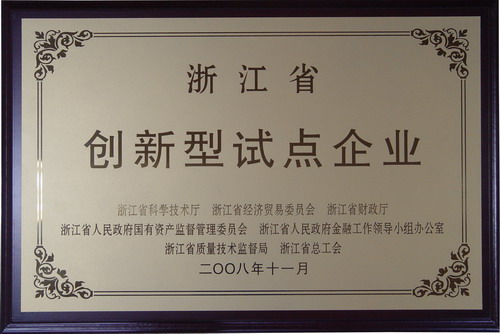 浙江省
创新型试点企业
浙江省科学技术厅 浙江省经济贸易委员会 浙江省财政厅
浙江省人民政府国有资产监督管理委员会 浙江省人民政府金融工作领导小组办公室
浙江省质量技术监督局 浙江省总工会
二〇〇八年十一月